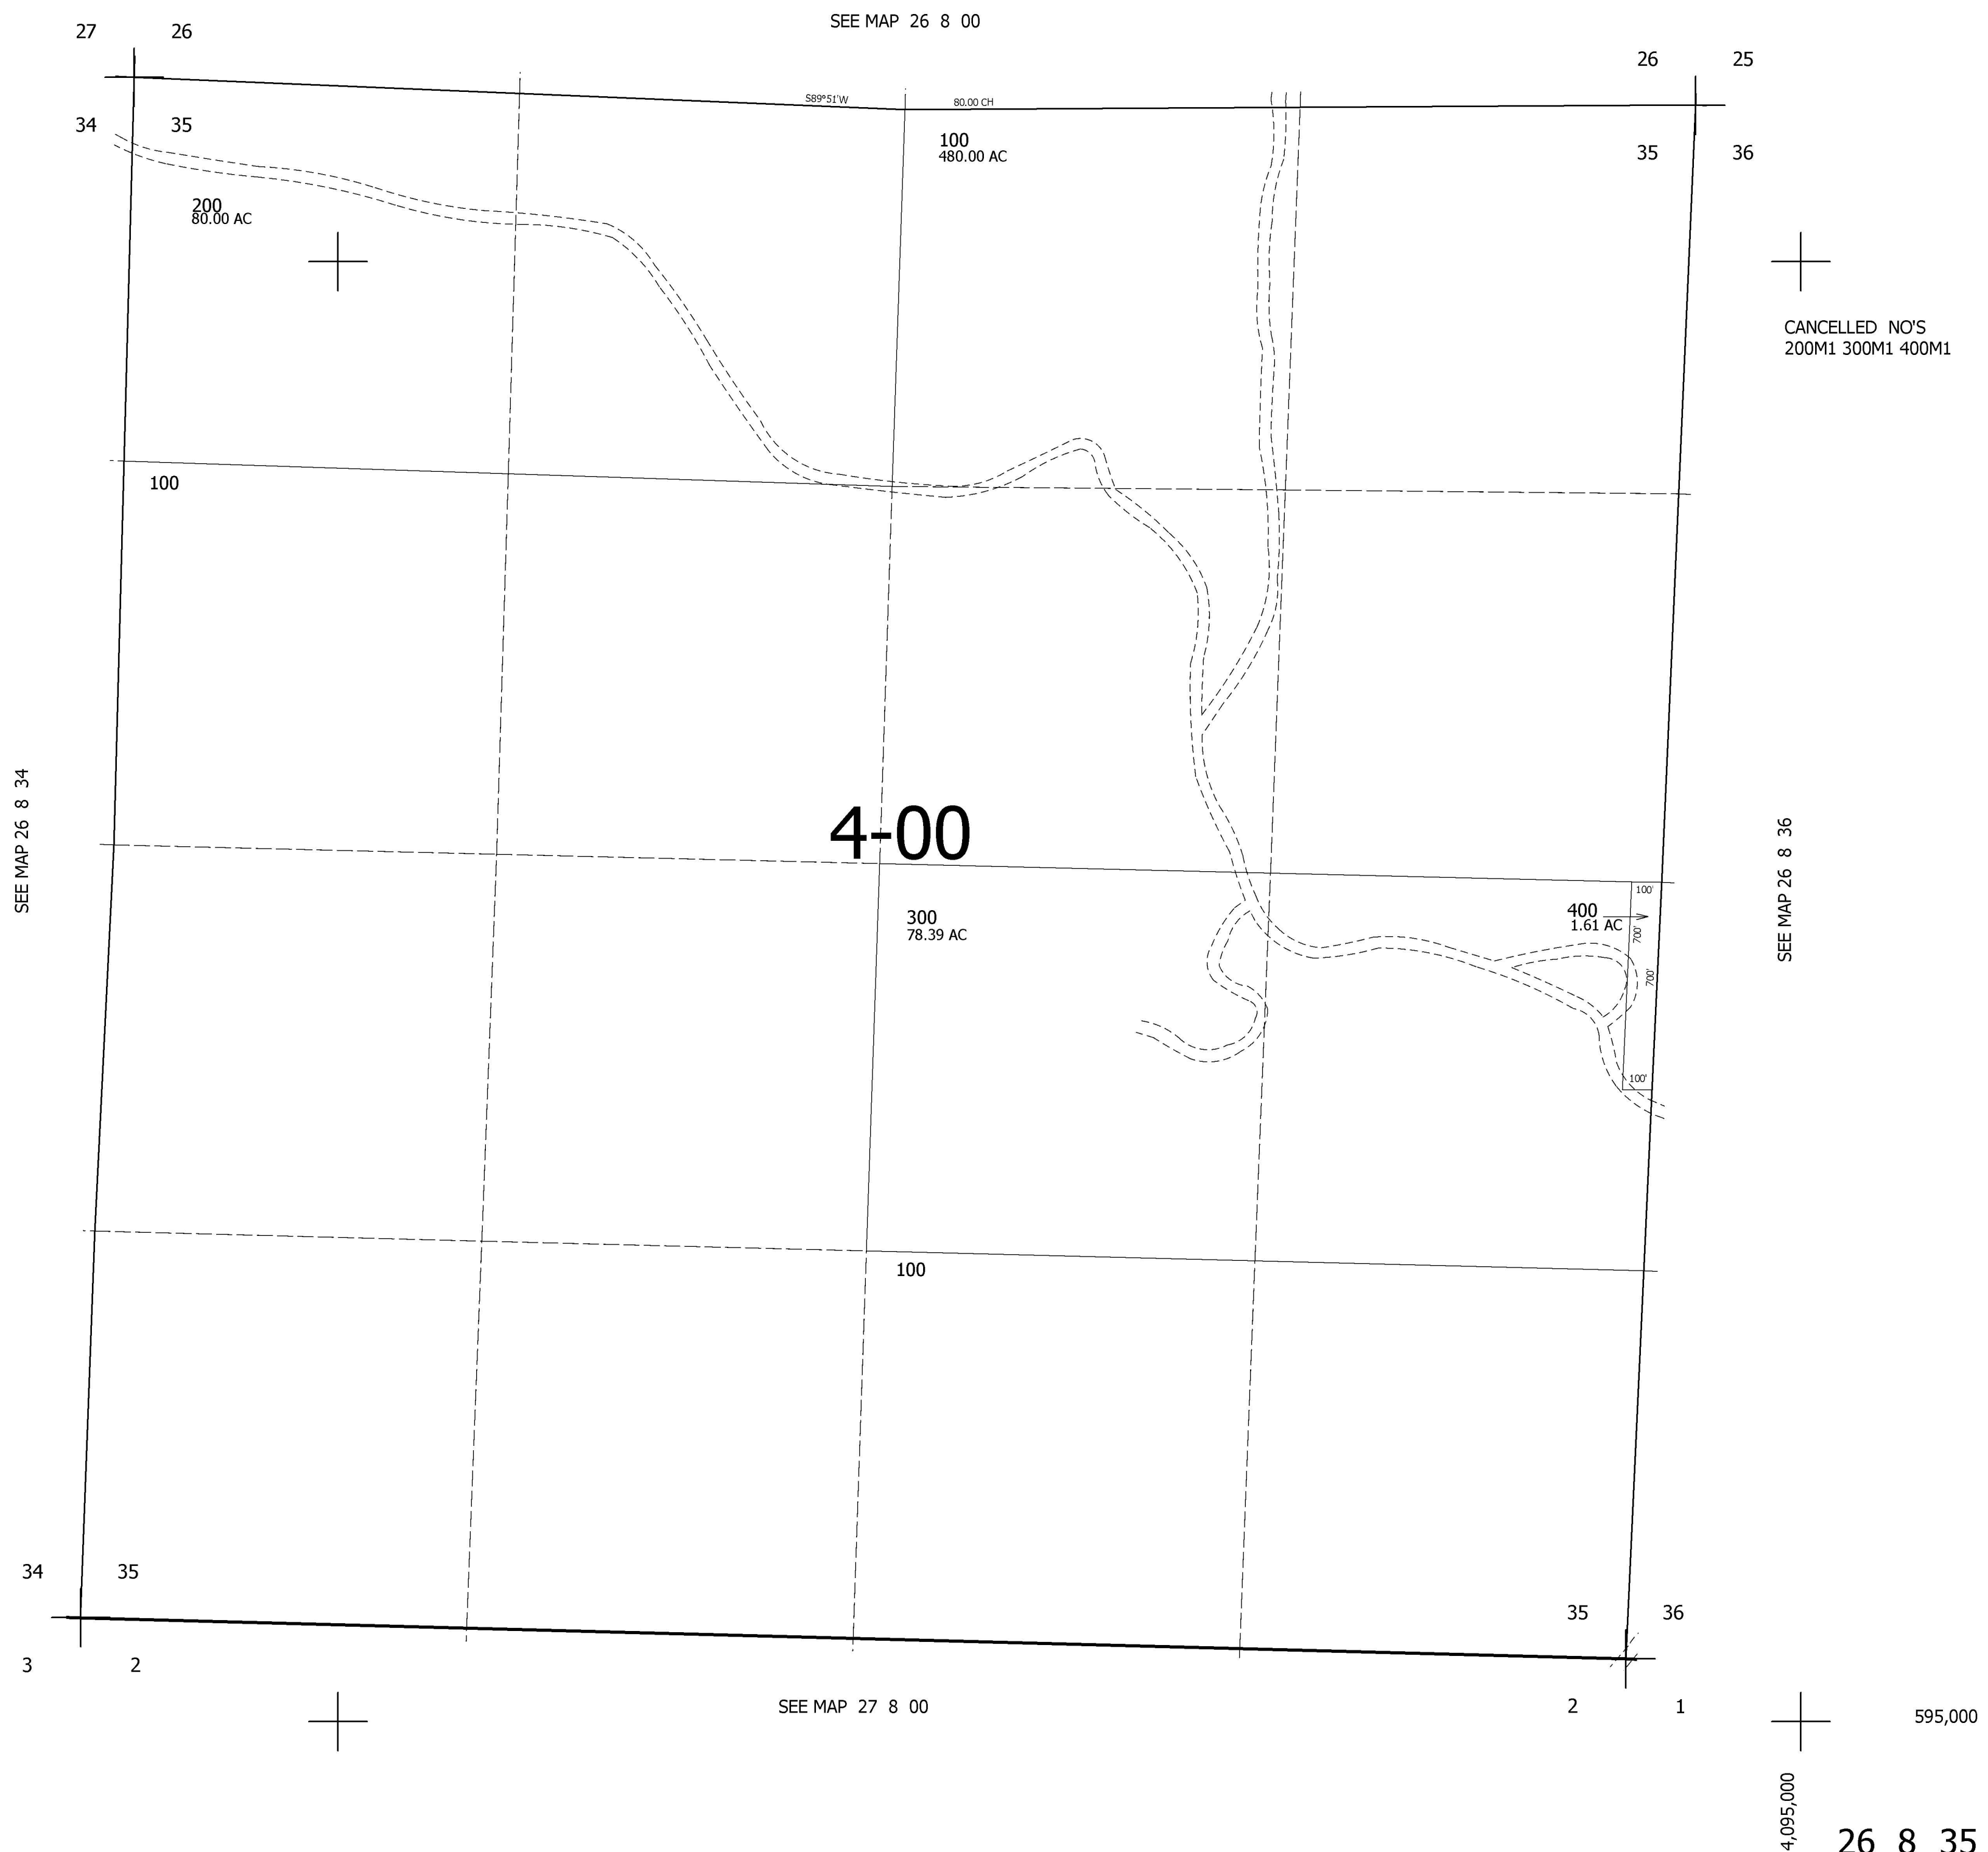 SEE MAP 26 8 00
27 26
26 25
S89°51'W
80.00 CH
34 35
100
480.00 AC
35 36
200
80.00 AC
CANCELLED NO'S
200M1 300M1 400M1
100
SEE MAP 26 8 34
4-00
SEE MAP 26 8 36
300
78.39 AC
400
1.61 AC
100'
700'
700'
100'
100
34 35
35 36
3 2
SEE MAP 27 8 00
2 1
595,000
4,095,000
26 8 35